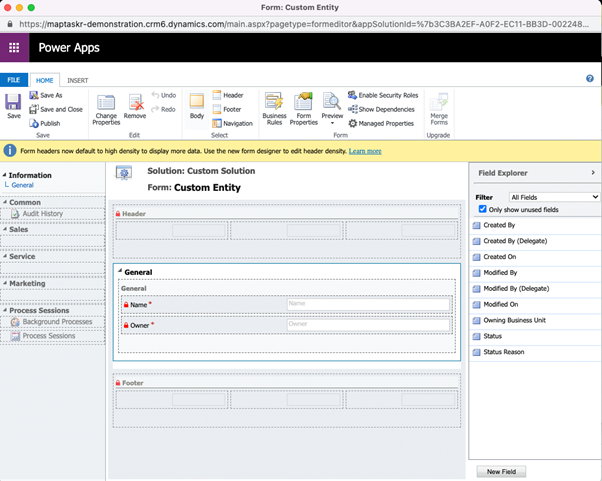 Form: Custom Entity
https://maptaskr-demonstration.crm6.dynamics.com/main.aspx?pagetype=formeditor&appSolutionId=%7b3C3BA2EF-A0F2-EC11-BB3D-002248...
Power Apps
FILE HOME INSERT
Save
Save As
Save and Close
Publish
Save
Change Properties
Remove
Undo
Redo
Edit
Body
Header
Footer
Navigation
Select
Business Rules
Form Properties
Preview
Enable Security Roles
Show Dependencies
Managed Properties
Form
Merge Forms
Upgrade
Form headers now default to high density to display more data. Use the new form designer to edit header density. Learn more
Information
General
Common
Audit History
Sales
Service
Marketing
Process Sessions
Background Processes
Process Sessions
Solution: Custom Solution
Form: Custom Entity
Header
General
General
Name * Name
Owner * Owner
Footer
Field Explorer
Filter All Fields
Only show unused fields
Created By
Created By (Delegate)
Created On
Modified By
Modified By (Delegate)
Modified On
Owning Business Unit
Status
Status Reason
New Field